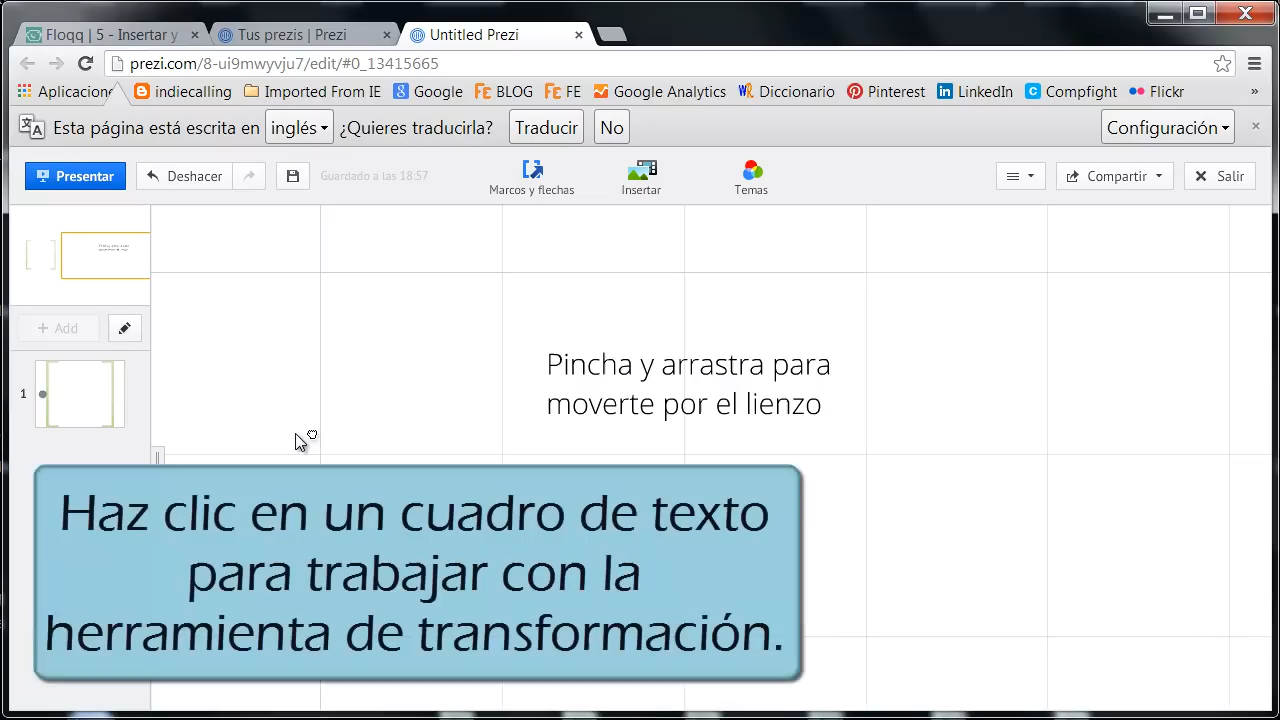 Floqq | 5 - Insertar y
Tus prezis | Prezi
Untitled Prezi
prezi.com/8-ui9mwyvju7/edit/#0_13415665
Aplicaciones indiecalling Imported From IE Google BLOG FE Google Analytics Diccionario Pinterest LinkedIn Compfight Flickr »
Esta página está escrita en inglés ¿Quieres traducirla? Traducir No Configuración
Presentar Deshacer Guardado a las 18:57 Marcos y flechas Insertar Temas Compartir Salir
+ Add
1
Pincha y arrastra para
moverte por el lienzo
Haz clic en un cuadro de texto
para trabajar con la
herramienta de transformación.